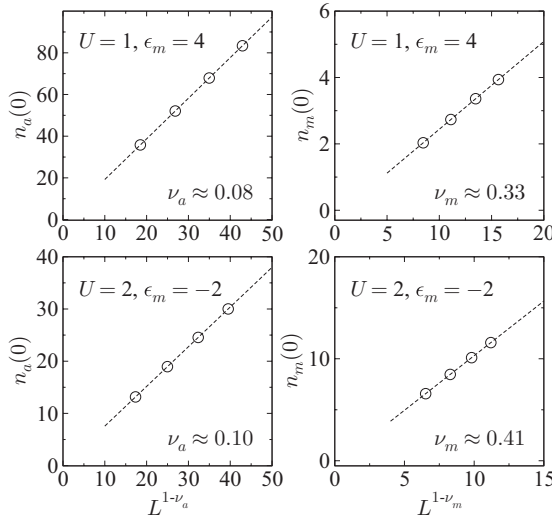 U = 1, ϵ_m = 4
n_a(0)
80
60
40
20
0
0 10 20 30 40 50
ν_a ≈ 0.08
U = 1, ϵ_m = 4
n_m(0)
6
4
2
0
0 5 10 15 20
ν_m ≈ 0.33
U = 2, ϵ_m = −2
n_a(0)
40
30
20
10
0
0 10 20 30 40 50
ν_a ≈ 0.10
L^{1-ν_a}
U = 2, ϵ_m = −2
n_m(0)
20
10
0
0 5 10 15
ν_m ≈ 0.41
L^{1-ν_m}